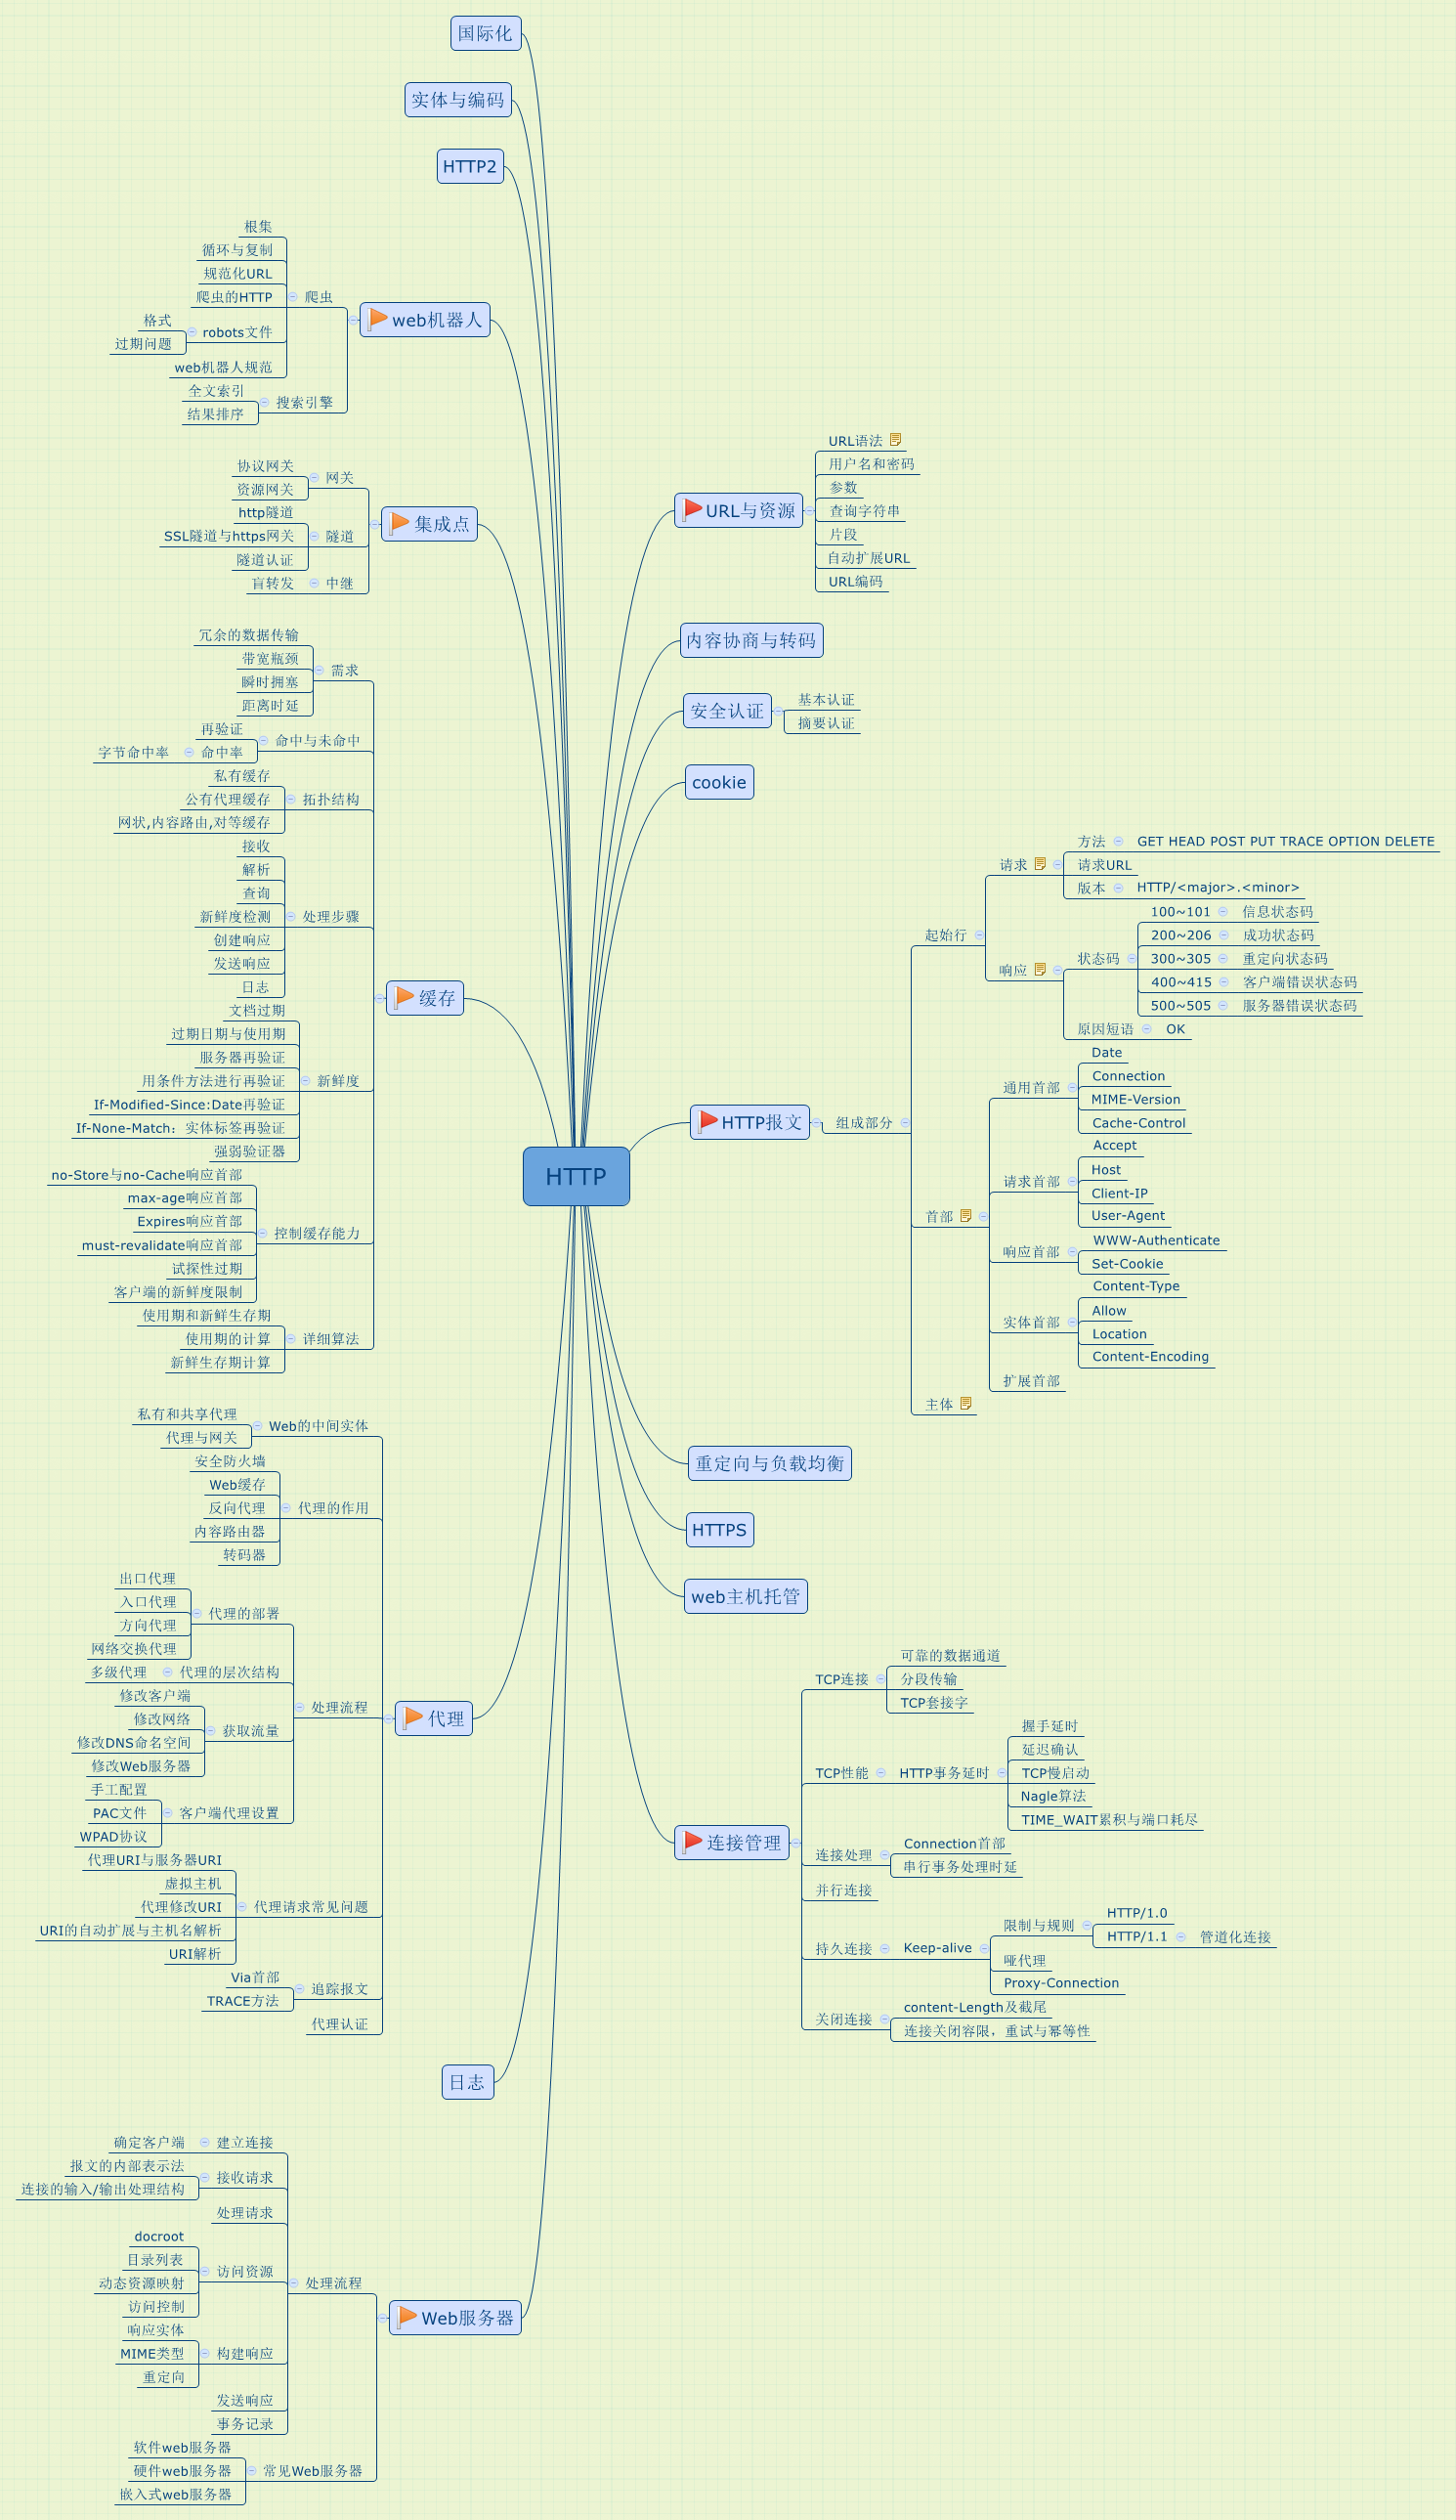 国际化
实体与编码
HTTP2
根集
循环与复制
规范化URL
爬虫的HTTP
爬虫
格式
robots文件
过期问题
web机器人规范
web机器人
全文索引
搜索引擎
结果排序
协议网关
网关
资源网关
http隧道
集成点
SSL隧道与https网关
隧道
隧道认证
盲转发
中继
冗余的数据传输
带宽瓶颈
需求
瞬时拥塞
距离时延
再验证
命中与未命中
字节命中率
命中率
私有缓存
公有代理缓存
拓扑结构
网状,内容路由,对等缓存
接收
解析
查询
新鲜度检测
处理步骤
创建响应
发送响应
日志
缓存
文档过期
过期日期与使用期
服务器再验证
用条件方法进行再验证
新鲜度
If-Modified-Since:Date再验证
If-None-Match：实体标签再验证
强弱验证器
no-Store与no-Cache响应首部
max-age响应首部
Expires响应首部
控制缓存能力
must-revalidate响应首部
试探性过期
客户端的新鲜度限制
使用期和新鲜生存期
使用期的计算
详细算法
新鲜生存期计算
HTTP
私有和共享代理
Web的中间实体
代理与网关
安全防火墙
Web缓存
反向代理
代理的作用
内容路由器
转码器
出口代理
入口代理
代理的部署
方向代理
网络交换代理
多级代理
代理的层次结构
修改客户端
处理流程
代理
修改网络
获取流量
修改DNS命名空间
修改Web服务器
手工配置
PAC文件
客户端代理设置
WPAD协议
代理URI与服务器URI
虚拟主机
代理修改URI
代理请求常见问题
URI的自动扩展与主机名解析
URI解析
Via首部
追踪报文
TRACE方法
代理认证
日志
确定客户端
建立连接
报文的内部表示法
接收请求
连接的输入/输出处理结构
处理请求
docroot
目录列表
访问资源
动态资源映射
处理流程
访问控制
Web服务器
响应实体
MIME类型
构建响应
重定向
发送响应
事务记录
软件web服务器
硬件web服务器
常见Web服务器
嵌入式web服务器
URL语法
用户名和密码
参数
URL与资源
查询字符串
片段
自动扩展URL
URL编码
内容协商与转码
安全认证
基本认证
摘要认证
cookie
方法
GET HEAD POST PUT TRACE OPTION DELETE
请求
请求URL
版本
HTTP/<major>.<minor>
100~101
信息状态码
起始行
200~206
成功状态码
响应
状态码
300~305
重定向状态码
400~415
客户端错误状态码
500~505
服务器错误状态码
原因短语
OK
Date
Connection
通用首部
MIME-Version
HTTP报文
组成部分
Cache-Control
Accept
Host
请求首部
Client-IP
首部
User-Agent
WWW-Authenticate
响应首部
Set-Cookie
Content-Type
Allow
实体首部
Location
Content-Encoding
扩展首部
主体
重定向与负载均衡
HTTPS
web主机托管
可靠的数据通道
TCP连接
分段传输
TCP套接字
握手延时
延迟确认
TCP性能
HTTP事务延时
TCP慢启动
Nagle算法
TIME_WAIT累积与端口耗尽
连接管理
Connection首部
连接处理
串行事务处理时延
并行连接
HTTP/1.0
限制与规则
HTTP/1.1
管道化连接
持久连接
Keep-alive
哑代理
Proxy-Connection
content-Length及截尾
关闭连接
连接关闭容限，重试与幂等性